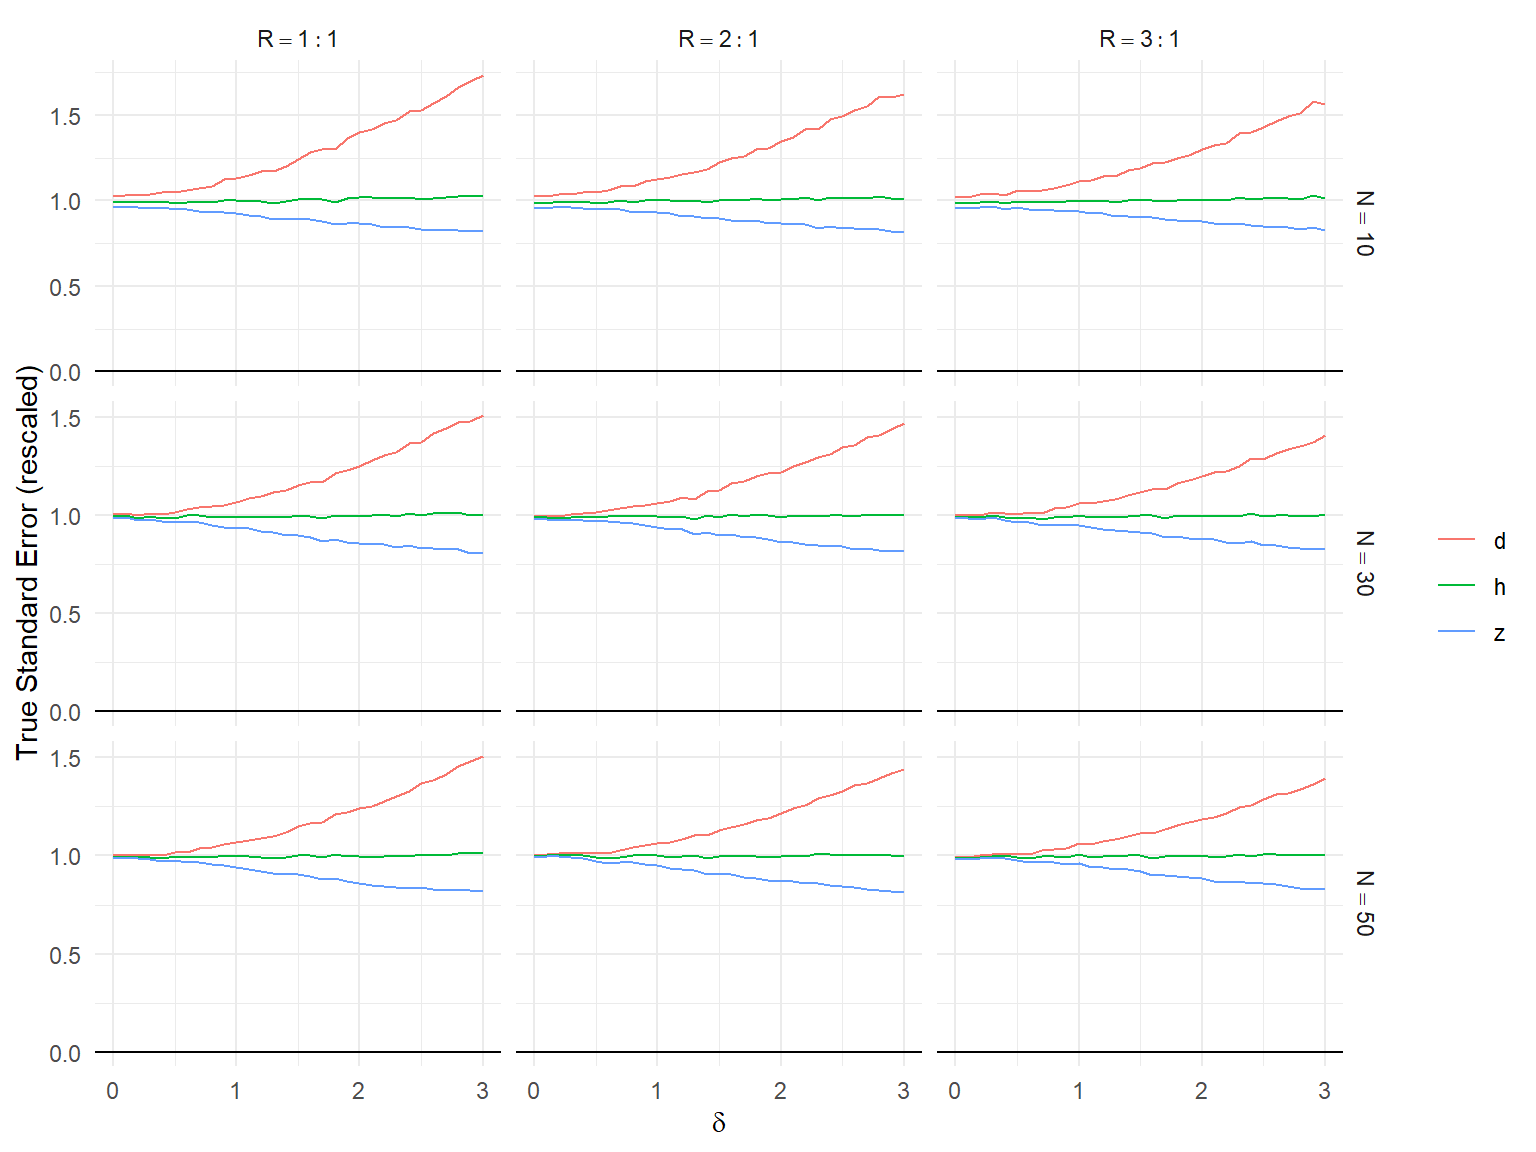 R = 1 : 1
R = 2 : 1
R = 3 : 1
1.5
1.0
0.5
0.0
N = 10
1.5
1.0
0.5
0.0
N = 30
1.5
1.0
0.5
0.0
N = 50
True Standard Error (rescaled)
0 1 2 3
0 1 2 3
0 1 2 3
δ
d
h
z